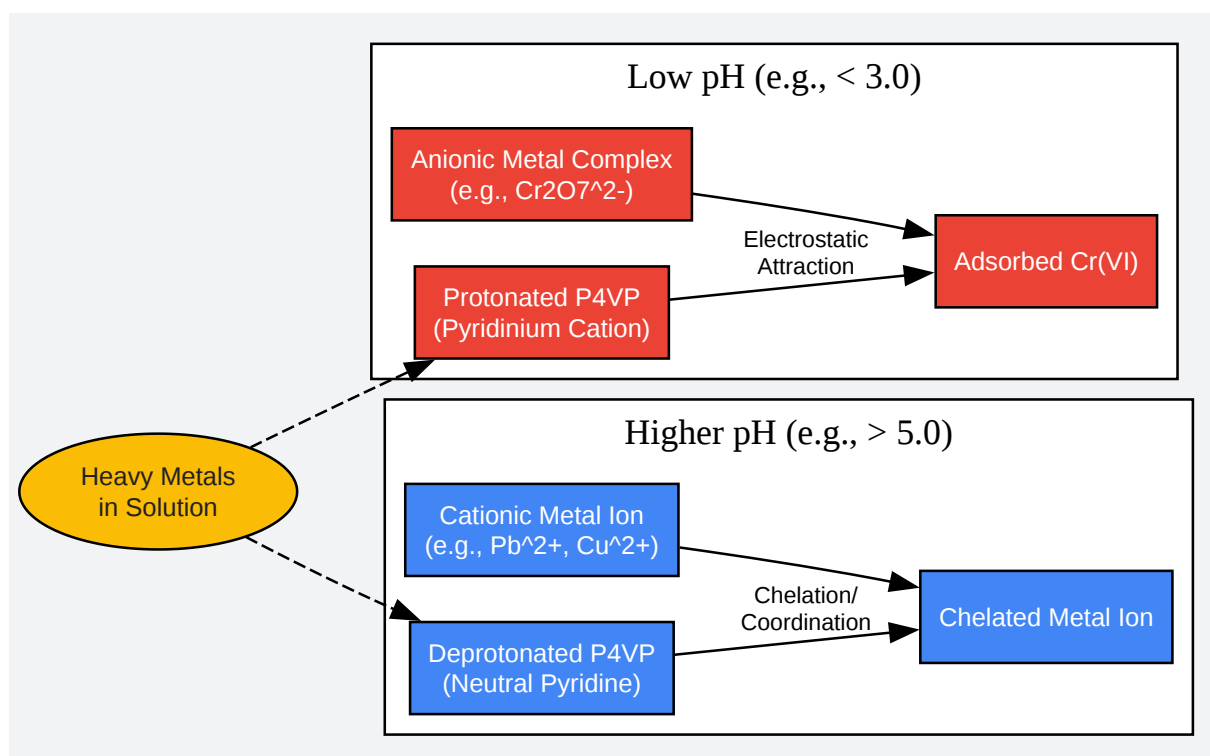 Low pH (e.g., < 3.0)
Anionic Metal Complex
(e.g., Cr2O7^2-)
Electrostatic
Attraction
Adsorbed Cr(VI)
Protonated P4VP
(Pyridinium Cation)
Heavy Metals
in Solution
Higher pH (e.g., > 5.0)
Cationic Metal Ion
(e.g., Pb^2+, Cu^2+)
Chelation/
Coordination
Chelated Metal Ion
Deprotonated P4VP
(Neutral Pyridine)